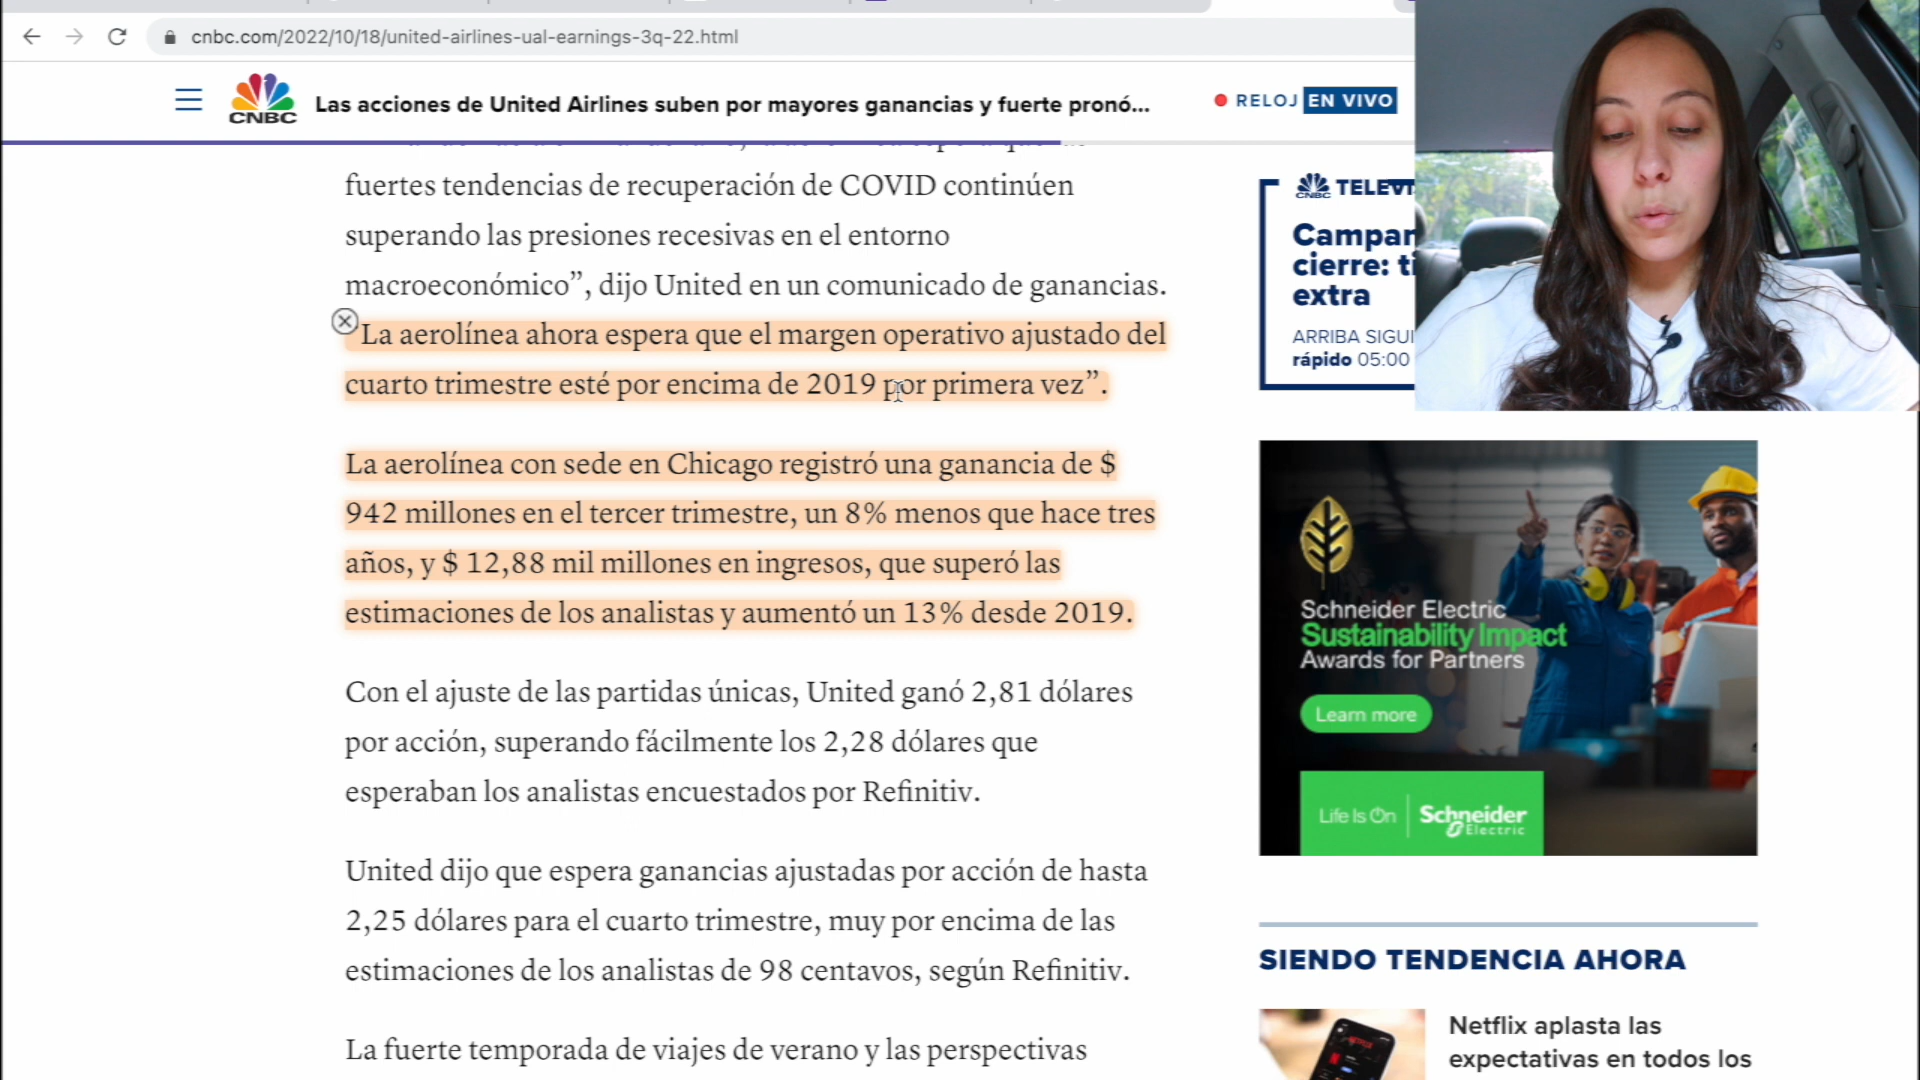 cnbc.com/2022/10/18/united-airlines-ual-earnings-3q-22.html
CNBC
Las acciones de United Airlines suben por mayores ganancias y fuerte pronó...
RELOJ EN VIVO
fuertes tendencias de recuperación de COVID continúen
superando las presiones recesivas en el entorno
macroeconómico”, dijo United en un comunicado de ganancias.
“La aerolínea ahora espera que el margen operativo ajustado del
cuarto trimestre esté por encima de 2019 por primera vez”.
La aerolínea con sede en Chicago registró una ganancia de $
942 millones en el tercer trimestre, un 8% menos que hace tres
años, y $ 12,88 mil millones en ingresos, que superó las
estimaciones de los analistas y aumentó un 13% desde 2019.
Con el ajuste de las partidas únicas, United ganó 2,81 dólares
por acción, superando fácilmente los 2,28 dólares que
esperaban los analistas encuestados por Refinitiv.
United dijo que espera ganancias ajustadas por acción de hasta
2,25 dólares para el cuarto trimestre, muy por encima de las
estimaciones de los analistas de 98 centavos, según Refinitiv.
La fuerte temporada de viajes de verano y las perspectivas
CNBC
TELEVI
Campan
cierre: ti
extra
ARRIBA SIGUI
rápido 05:00
Schneider Electric
Sustainability Impact
Awards for Partners
Learn more
Life Is On
Schneider
Electric
SIENDO TENDENCIA AHORA
Netflix aplasta las
expectativas en todos los